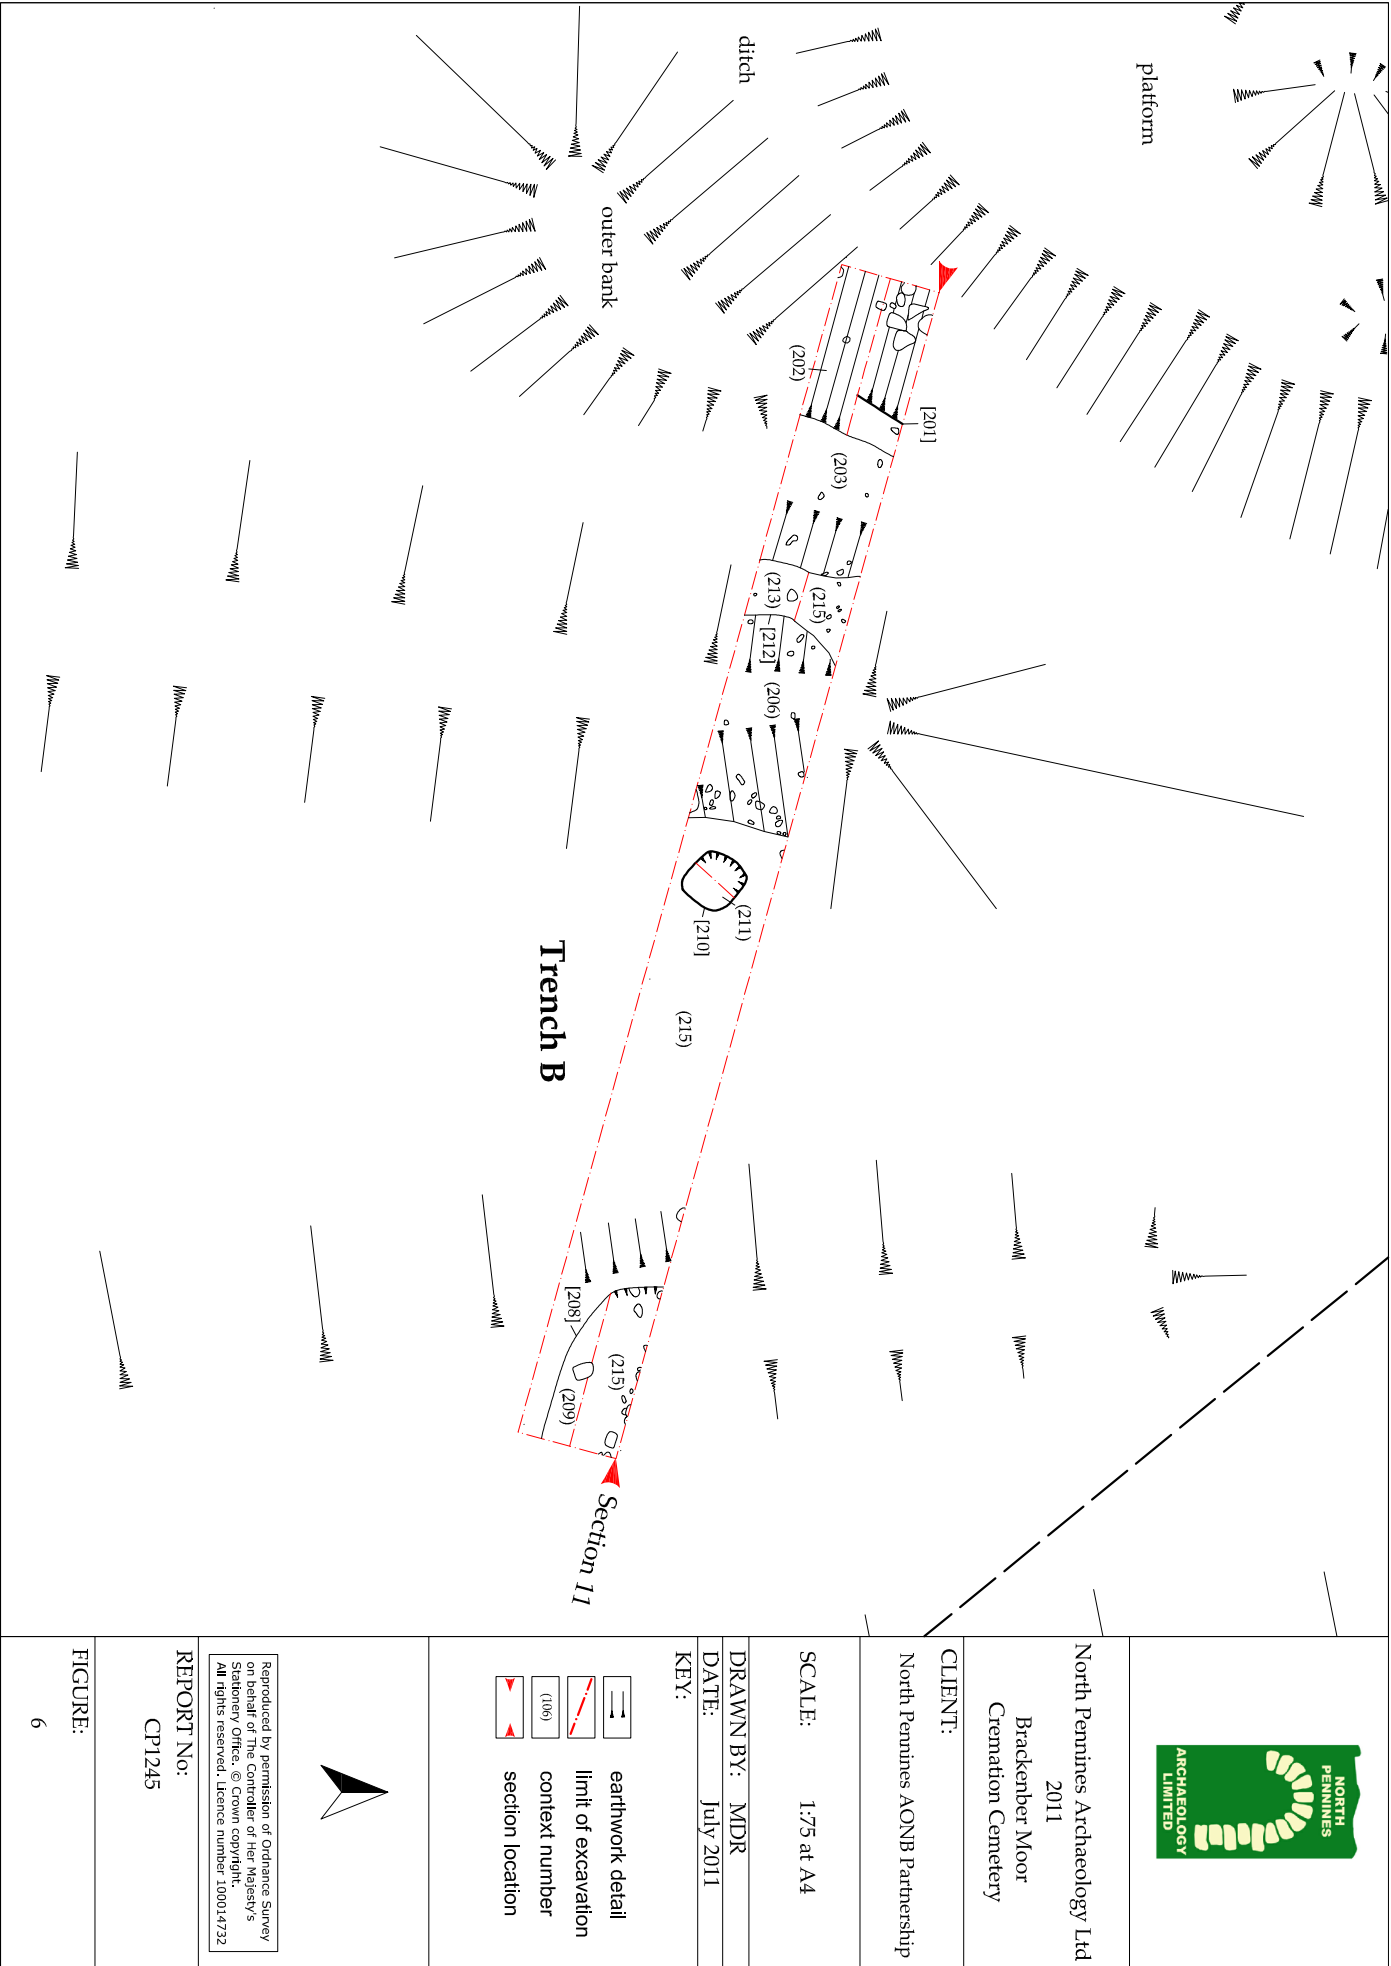 platform
ditch
outer bank
(202)
[201]
(203)
(213)
(215)
[212]
(206)
(211)
[210]
(215)
Trench B
[208]
(215)
(209)
Section 11
NORTH
PENNINES
ARCHAEOLOGY
LIMITED
North Pennines Archaeology Ltd
2011
Brackenber Moor
Cremation Cemetery
CLIENT:
North Pennines AONB Partnership
SCALE: 1:75 at A4
DRAWN BY: MDR
DATE: July 2011
KEY:
earthwork detail
limit of excavation
(106) context number
section location
Reproduced by permission of Ordnance Survey
on behalf of The Controller of Her Majesty's
Stationery Office. © Crown copyright.
All rights reserved. Licence number 100014732
REPORT No:
CP1245
FIGURE:
6